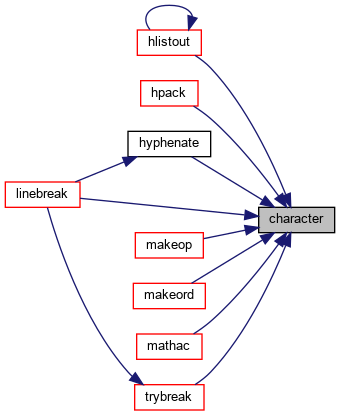 hlistout
hpack
hyphenate
linebreak
character
makeop
makeord
mathac
trybreak